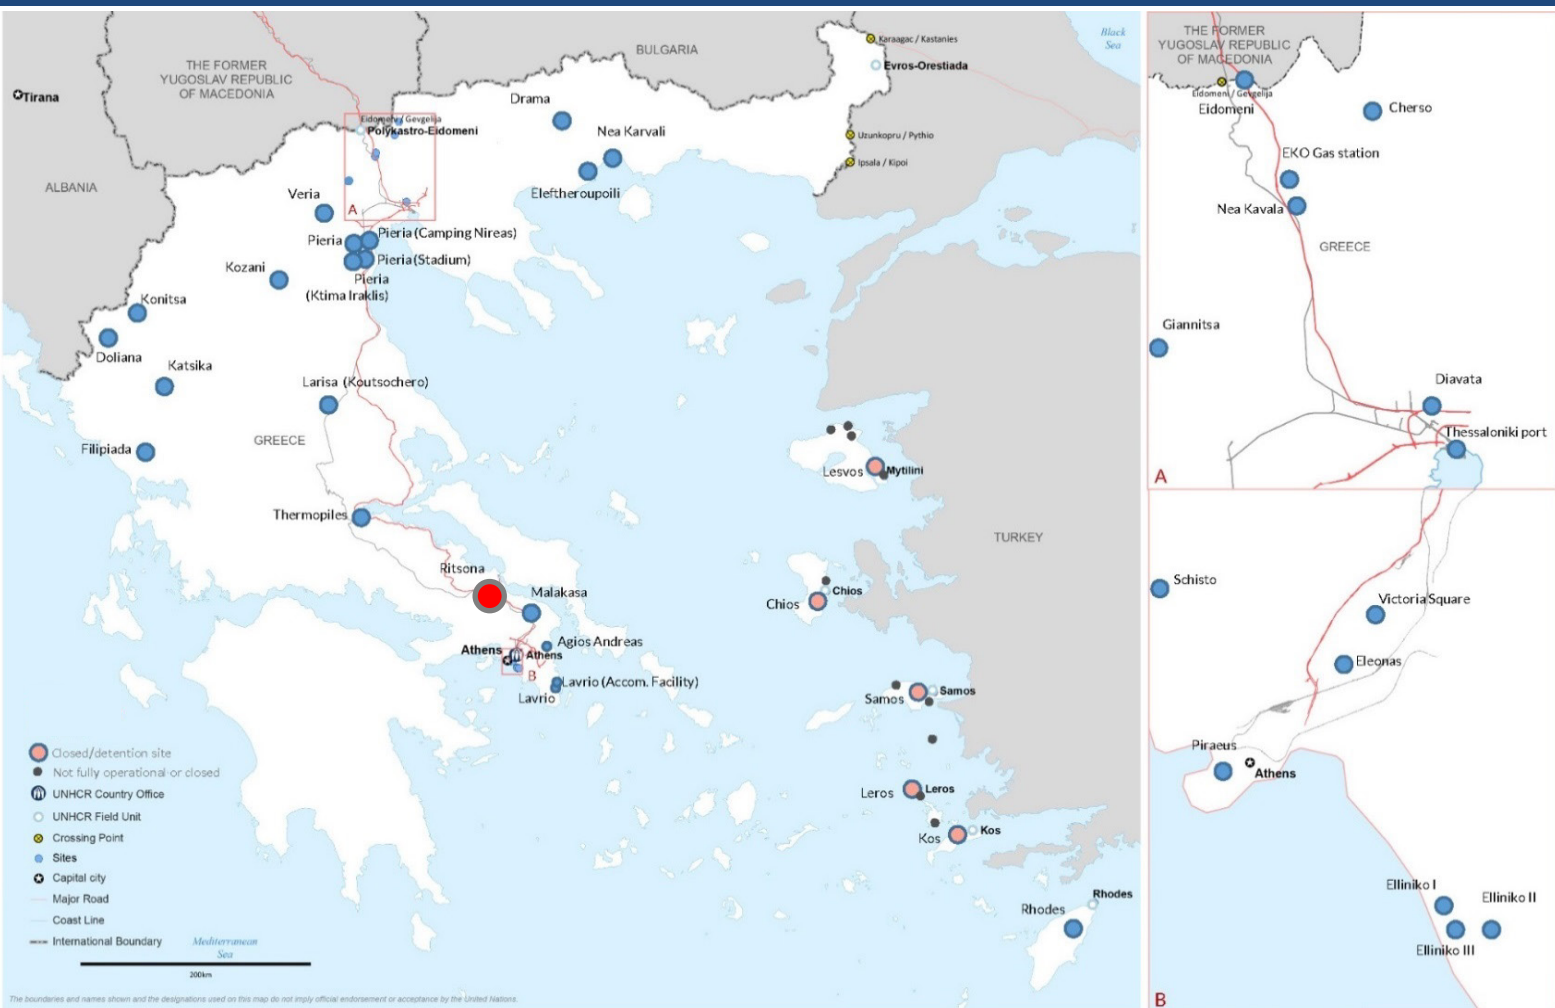 BULGARIA
Black
Sea
Karaagac / Kastanies
Evros-Orestiada
THE FORMER
YUGOSLAV REPUBLIC
OF MACEDONIA
Tirana
Drama
Eidomeni / Gevgelija
Polykastro-Eidomeni
Nea Karvali
Uzunkopru / Pythio
Ipsala / Kipoi
ALBANIA
Veria
Eleftheroupoili
A
Pieria
Pieria (Camping Nireas)
Pieria (Stadium)
Kozani
Pieria
(Ktima Iraklis)
Konitsa
Doliana
Katsika
Larisa (Koutsochero)
GREECE
Filipiada
Lesvos
Mytilini
Thermopiles
TURKEY
Ritsona
Malakasa
Chios
Chios
Agios Andreas
Athens
Athens
B
Lavrio (Accom. Facility)
Lavrio
Samos
Samos
Leros
Leros
Kos
Kos
Rhodes
Rhodes
Closed/detention site
Not fully operational or closed
UNHCR Country Office
UNHCR Field Unit
Crossing Point
Sites
Capital city
Major Road
Coast Line
International Boundary
Mediterranean
Sea
200km
The boundaries and names shown and the designations used on this map do not imply official endorsement or acceptance by the United Nations.
THE FORMER
YUGOSLAV REPUBLIC
OF MACEDONIA
Eidomeni / Gevgelija
Eidomeni
Cherso
EKO Gas station
Nea Kavala
GREECE
Giannitsa
Diavata
Thessaloniki port
A
Schisto
Victoria Square
Eleonas
Piraeus
Athens
Elliniko I
Elliniko II
Elliniko III
B